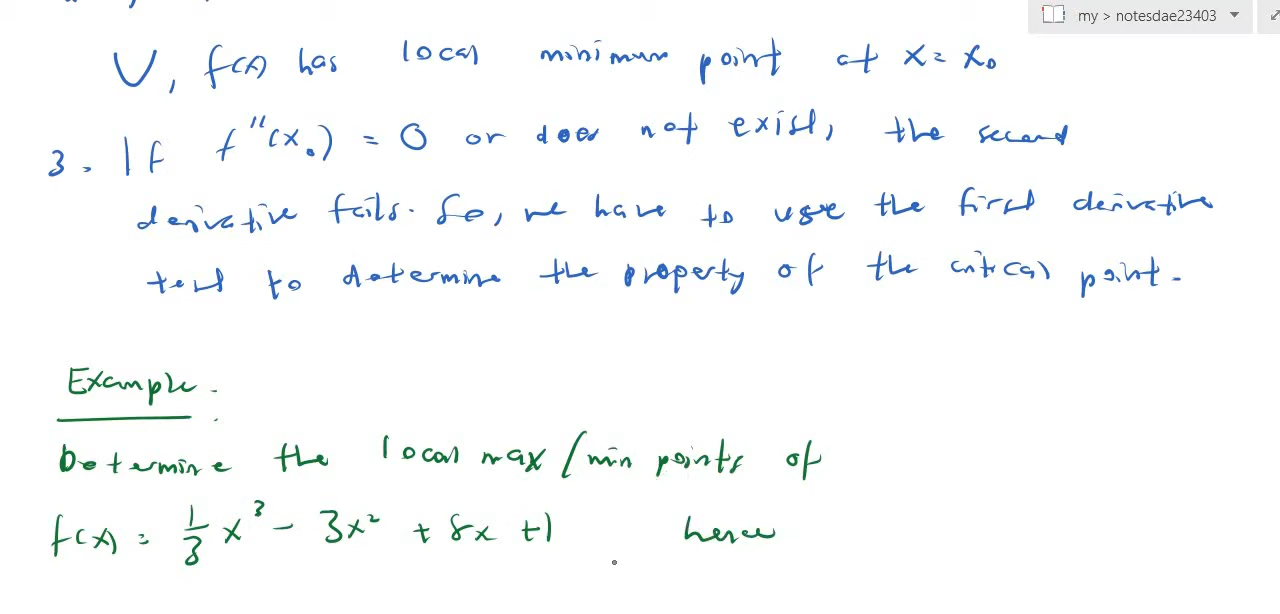 my > notesdae23403
U, f(x) has local minimum point at x = x₀
3. If f''(x₀) = 0 or does not exist, the second
derivative fails. So, we have to use the first derivative
test to determine the property of the critical point.
Example.
Determine the local max/min points of
f(x) = 1/3 x³ - 3x² + 8x + 1 hence